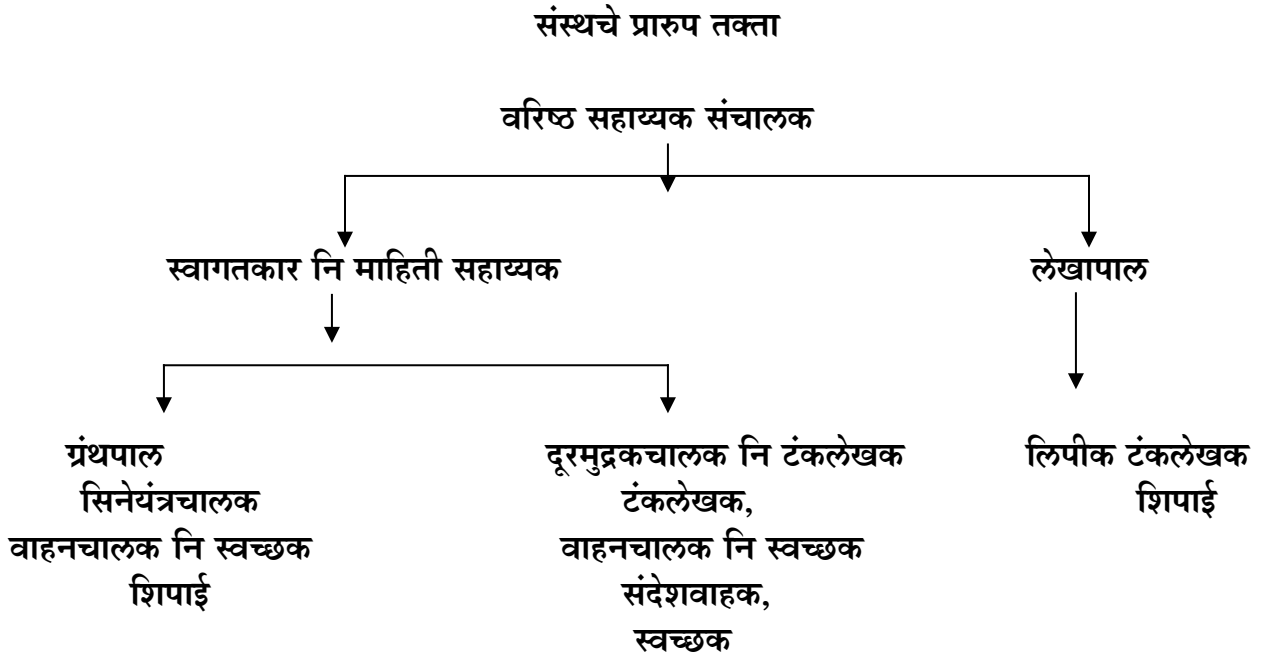 संस्थचे प्रारुप तक्ता
वरिष्ठ सहाय्यक संचालक
स्वागतकार नि माहिती सहाय्यक
लेखापाल
ग्रंथपाल
सिनेयंत्रचालक
वाहनचालक नि स्वच्छक
शिपाई
दूरमुद्रकचालक नि टंकलेखक
टंकलेखक,
वाहनचालक नि स्वच्छक
संदेशवाहक,
स्वच्छक
लिपीक टंकलेखक
शिपाई